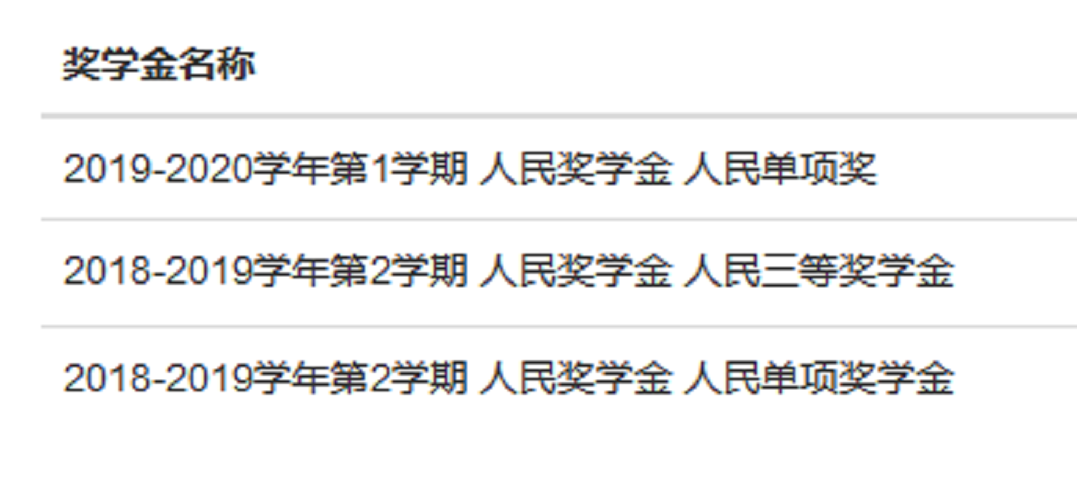 奖学金名称
2019-2020学年第1学期 人民奖学金 人民单项奖
2018-2019学年第2学期 人民奖学金 人民三等奖学金
2018-2019学年第2学期 人民奖学金 人民单项奖学金